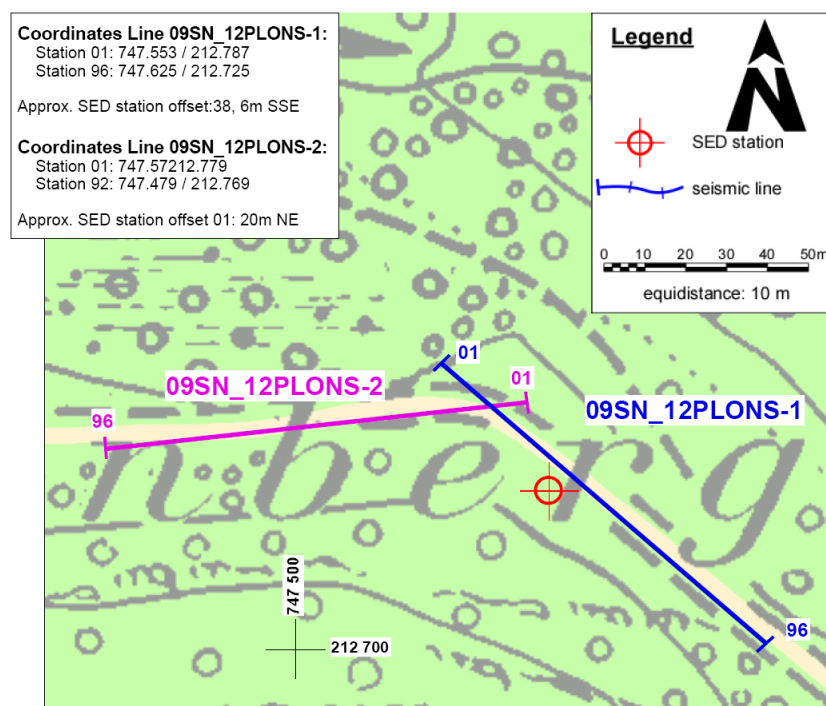 Coordinates Line 09SN_12PLONS-1:
Station 01: 747.553 / 212.787
Station 96: 747.625 / 212.725
Approx. SED station offset:38, 6m SSE
Coordinates Line 09SN_12PLONS-2:
Station 01: 747.57212.779
Station 92: 747.479 / 212.769
Approx. SED station offset 01: 20m NE
Legend
N
SED station
seismic line
0 10 20 30 40 50m
equidistance: 10 m
01
09SN_12PLONS-2
01
09SN_12PLONS-1
96
nberg
96
747 500
212 700